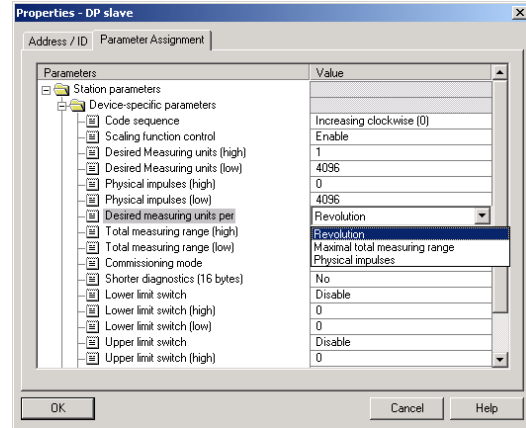 Properties - DP slave
Address / ID Parameter Assignment
Parameters Value
Station parameters
Device-specific parameters
Code sequence Increasing clockwise (0)
Scaling function control Enable
Desired Measuring units (high) 1
Desired Measuring units (low) 4096
Physical impulses (high) 0
Physical impulses (low) 4096
Desired measuring units per Revolution
Total measuring range (high) Revolution
Total measuring range (low) Maximal total measuring range
Commissioning mode Physical impulses
Shorter diagnostics (16 bytes) No
Lower limit switch Disable
Lower limit switch (high) 0
Lower limit switch (low) 0
Upper limit switch Disable
Upper limit switch (high) 0
OK Cancel Help